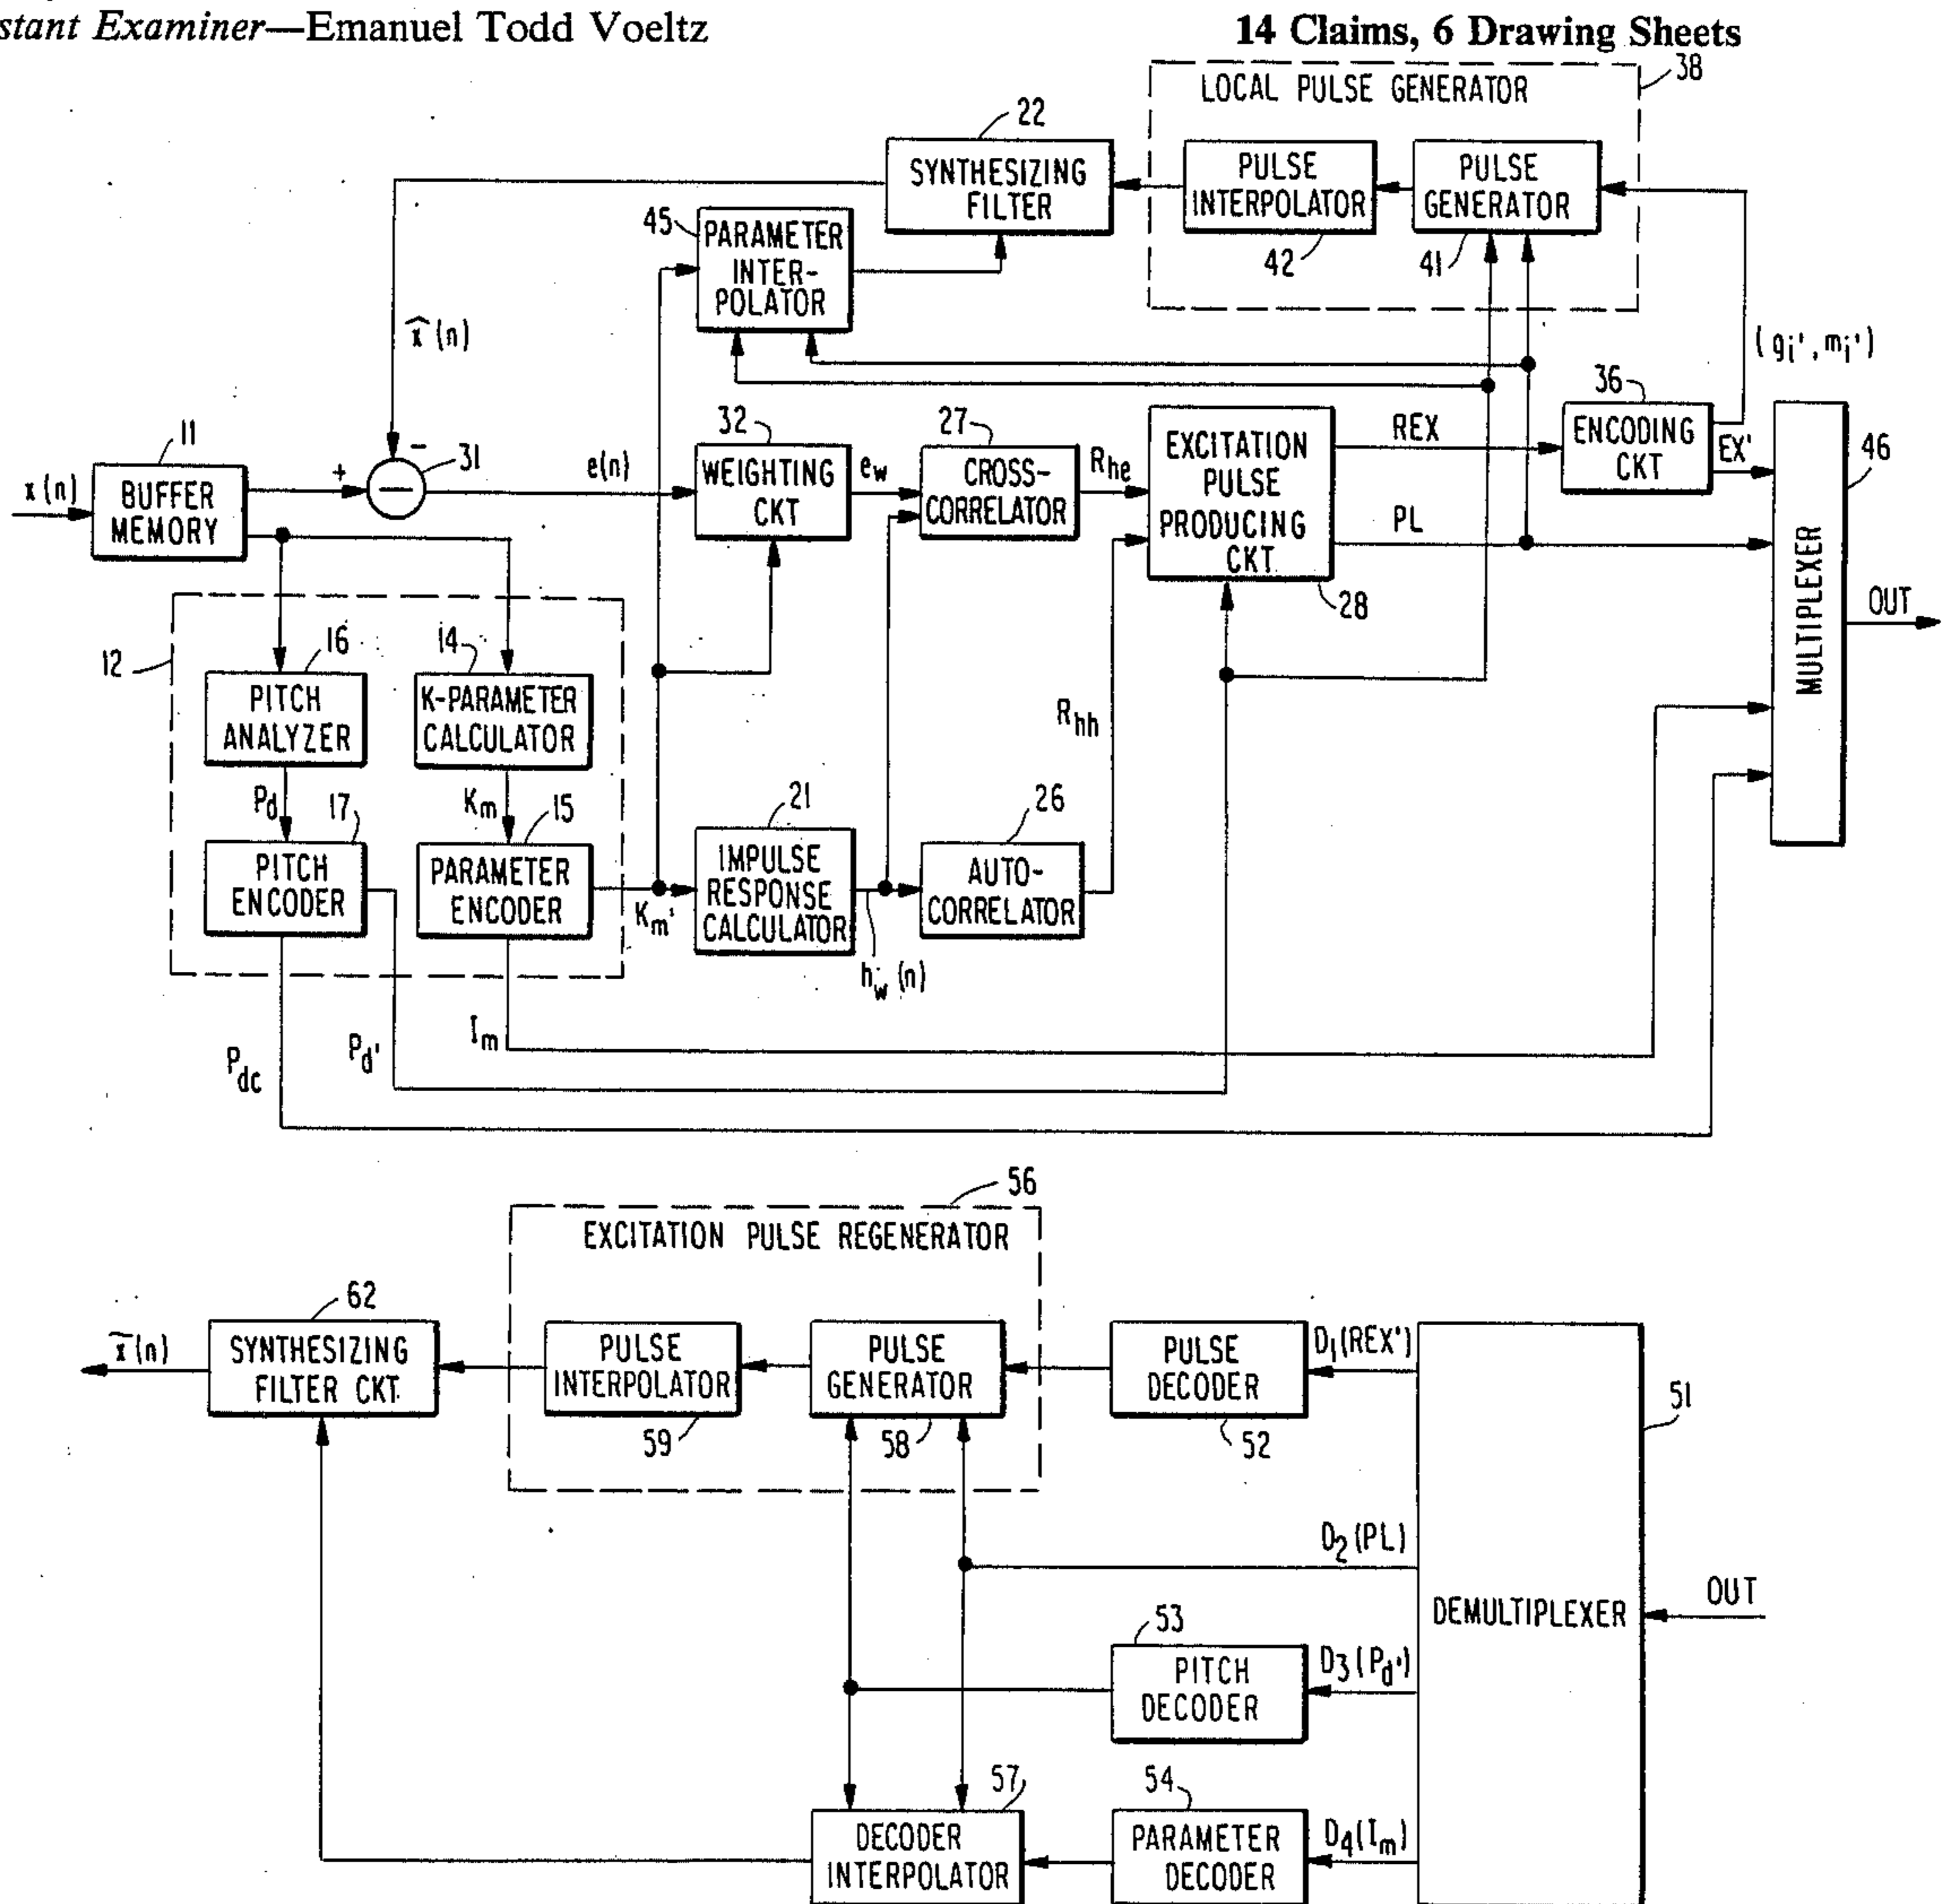 stant Examiner—Emanuel Todd Voeltz
14 Claims, 6 Drawing Sheets
38
LOCAL PULSE GENERATOR
22
SYNTHESIZING
FILTER
PULSE
INTERPOLATOR
42
PULSE
GENERATOR
41
45
PARAMETER
INTER-
POLATOR
x̂(n)
(gi', mi')
36
ENCODING
CKT
EX'
46
MULTIPLEXER
OUT
11
x(n)
BUFFER
MEMORY
+
−
31
e(n)
32
WEIGHTING
CKT
ew
27
CROSS-
CORRELATOR
Rhe
EXCITATION
PULSE
PRODUCING
CKT
28
REX
PL
12
16
PITCH
ANALYZER
14
K-PARAMETER
CALCULATOR
Rhh
Pd
17
PITCH
ENCODER
Km
15
PARAMETER
ENCODER
Km'
21
IMPULSE
RESPONSE
CALCULATOR
hw(n)
26
AUTO-
CORRELATOR
Pdc
Pd'
Im
56
EXCITATION PULSE REGENERATOR
62
x̃(n)
SYNTHESIZING
FILTER CKT
PULSE
INTERPOLATOR
59
PULSE
GENERATOR
58
PULSE
DECODER
52
D1(REX')
51
D2(PL)
DEMULTIPLEXER
OUT
53
PITCH
DECODER
D3(Pd')
57
DECODER
INTERPOLATOR
54
PARAMETER
DECODER
D4(Im)